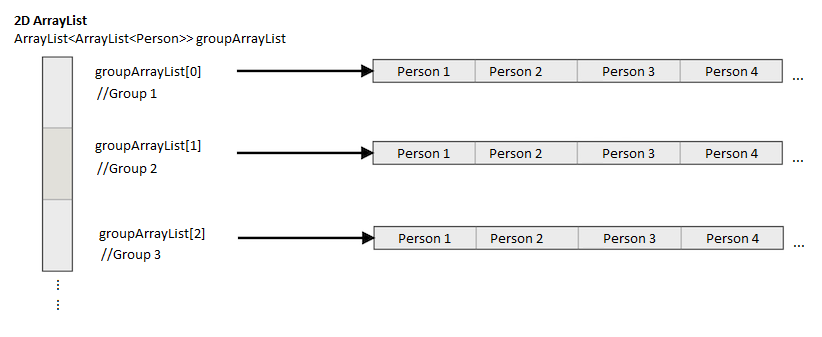 2D ArrayList
ArrayList<ArrayList<Person>> groupArrayList
groupArrayList[0]
//Group 1
Person 1 Person 2 Person 3 Person 4 ...
groupArrayList[1]
//Group 2
Person 1 Person 2 Person 3 Person 4 ...
groupArrayList[2]
//Group 3
Person 1 Person 2 Person 3 Person 4 ...